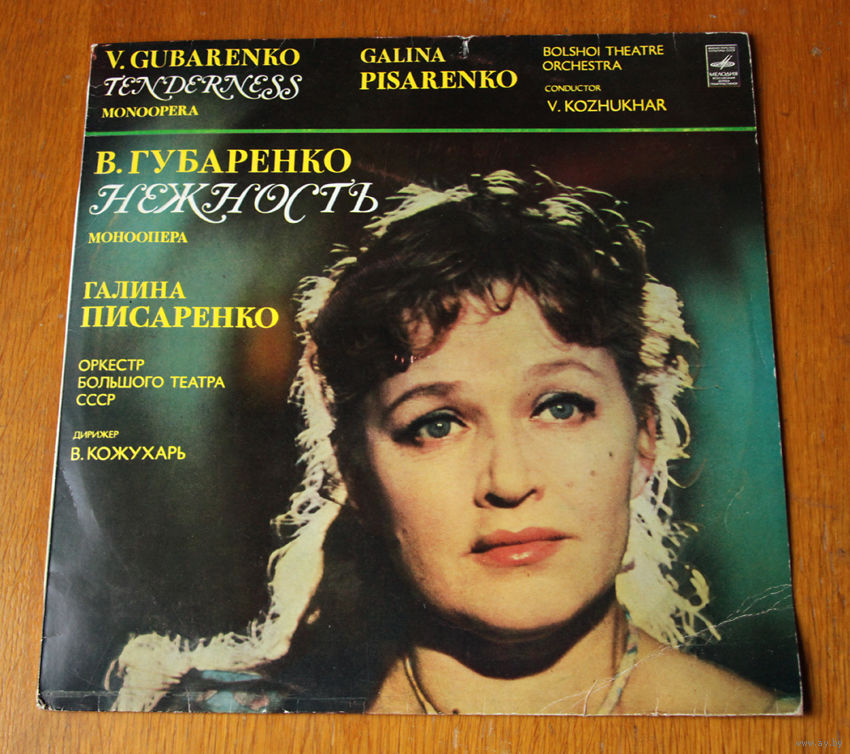 V. GUBARENKO
TENDERNESS
MONOOPERA
GALINA
PISARENKO
BOLSHOI THEATRE
ORCHESTRA
CONDUCTOR
V. KOZHUKHAR
МЕЛОДИЯ
В. ГУБАРЕНКО
НЕЖНОСТЬ
МОНООПЕРА
ГАЛИНА
ПИСАРЕНКО
ОРКЕСТР
БОЛЬШОГО ТЕАТРА
СССР
ДИРИЖЕР
В. КОЖУХАРЬ